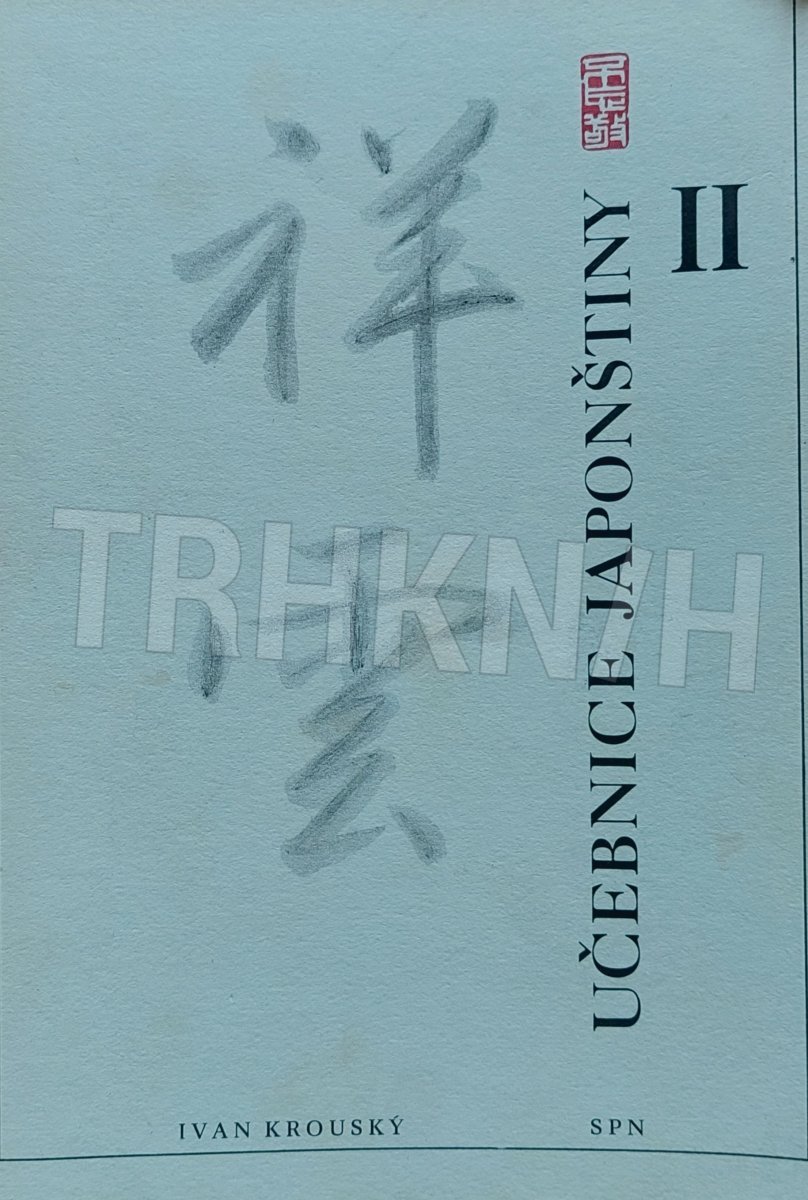 祥雲
II
UČEBNICE JAPONŠTINY
TRHKNIH
IVAN KROUSKÝ
SPN